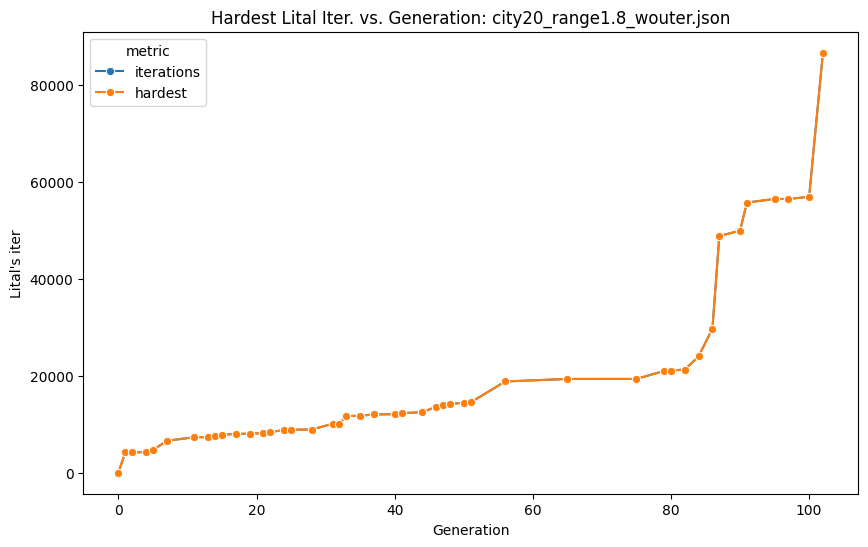 Hardest Lital Iter. vs. Generation: city20_range1.8_wouter.json
metric
iterations
hardest
80000
60000
40000
20000
0
Lital's iter
0 20 40 60 80 100
Generation